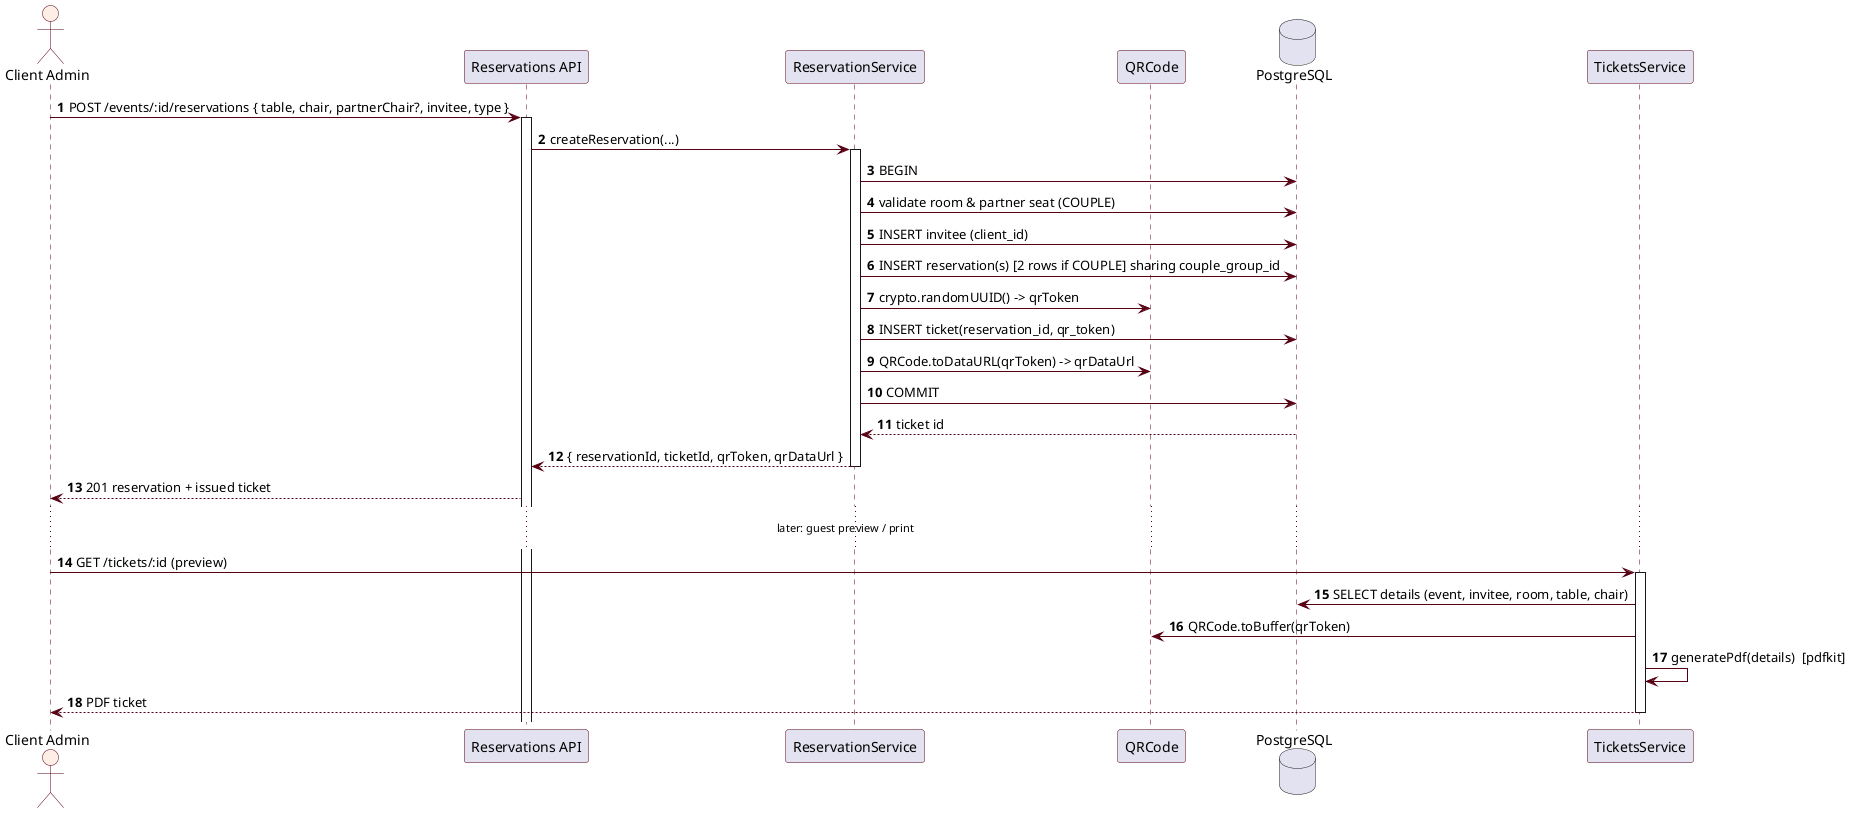 Client Admin
Reservations API
ReservationService
QRCode
PostgreSQL
TicketsService
1 POST /events/:id/reservations { table, chair, partnerChair?, invitee, type }
2 createReservation(...)
3 BEGIN
4 validate room & partner seat (COUPLE)
5 INSERT invitee (client_id)
6 INSERT reservation(s) [2 rows if COUPLE] sharing couple_group_id
7 crypto.randomUUID() -> qrToken
8 INSERT ticket(reservation_id, qr_token)
9 QRCode.toDataURL(qrToken) -> qrDataUrl
10 COMMIT
11 ticket id
12 { reservationId, ticketId, qrToken, qrDataUrl }
13 201 reservation + issued ticket
later: guest preview / print
14 GET /tickets/:id (preview)
15 SELECT details (event, invitee, room, table, chair)
16 QRCode.toBuffer(qrToken)
17 generatePdf(details)  [pdfkit]
18 PDF ticket
Client Admin
Reservations API
ReservationService
QRCode
PostgreSQL
TicketsService